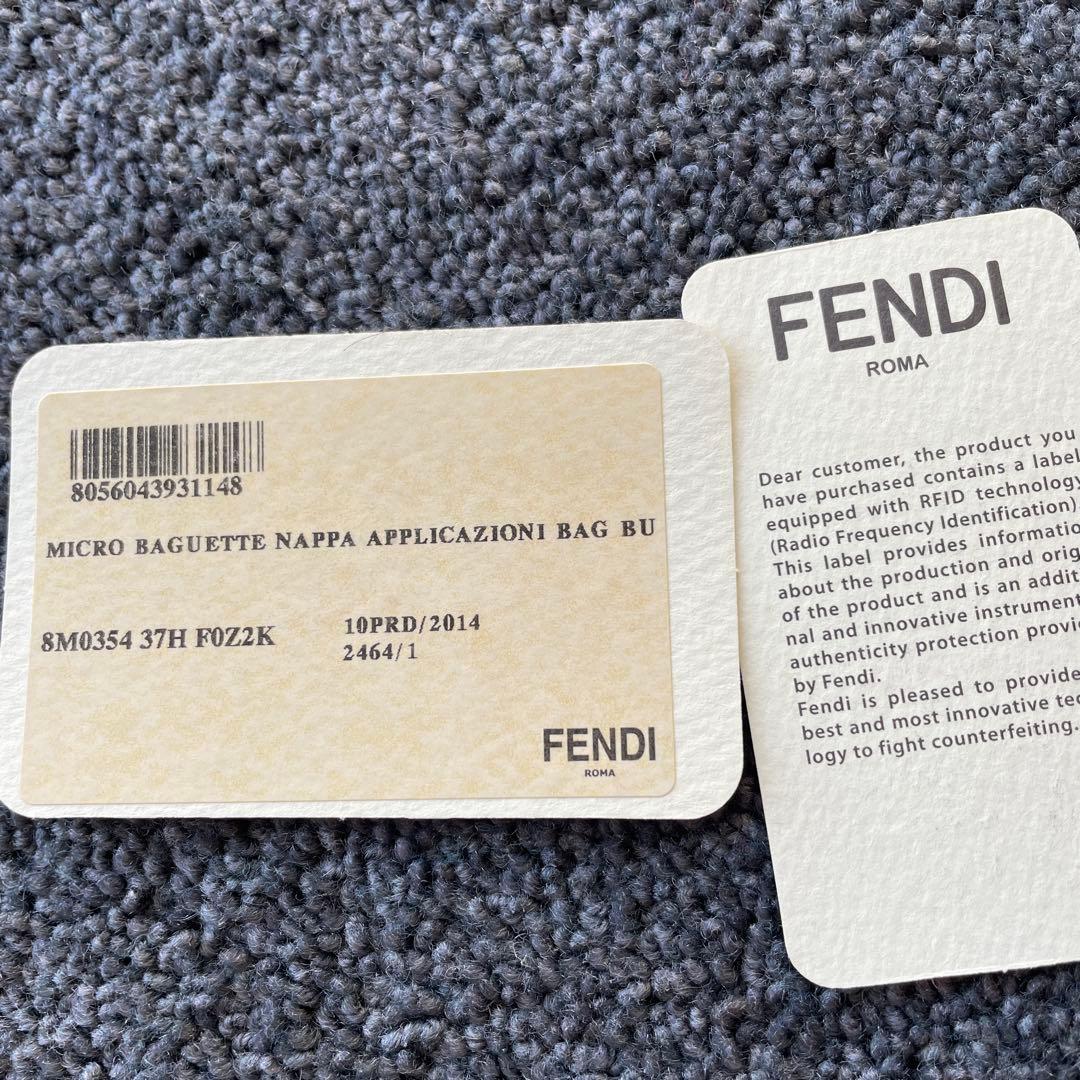 8056043931148
MICRO BAGUETTE NAPPA APPLICAZIONI BAG BU
8M0354 37H F0Z2K
10PRD/2014
2464/1
FENDI
ROMA
FENDI
ROMA
Dear customer, the product you
have purchased contains a label
equipped with RFID technology
(Radio Frequency Identification)
This label provides informatio
about the production and orig
of the product and is an addit
nal and innovative instrument
authenticity protection provi
by Fendi.
Fendi is pleased to provide
best and most innovative tec
logy to fight counterfeiting.